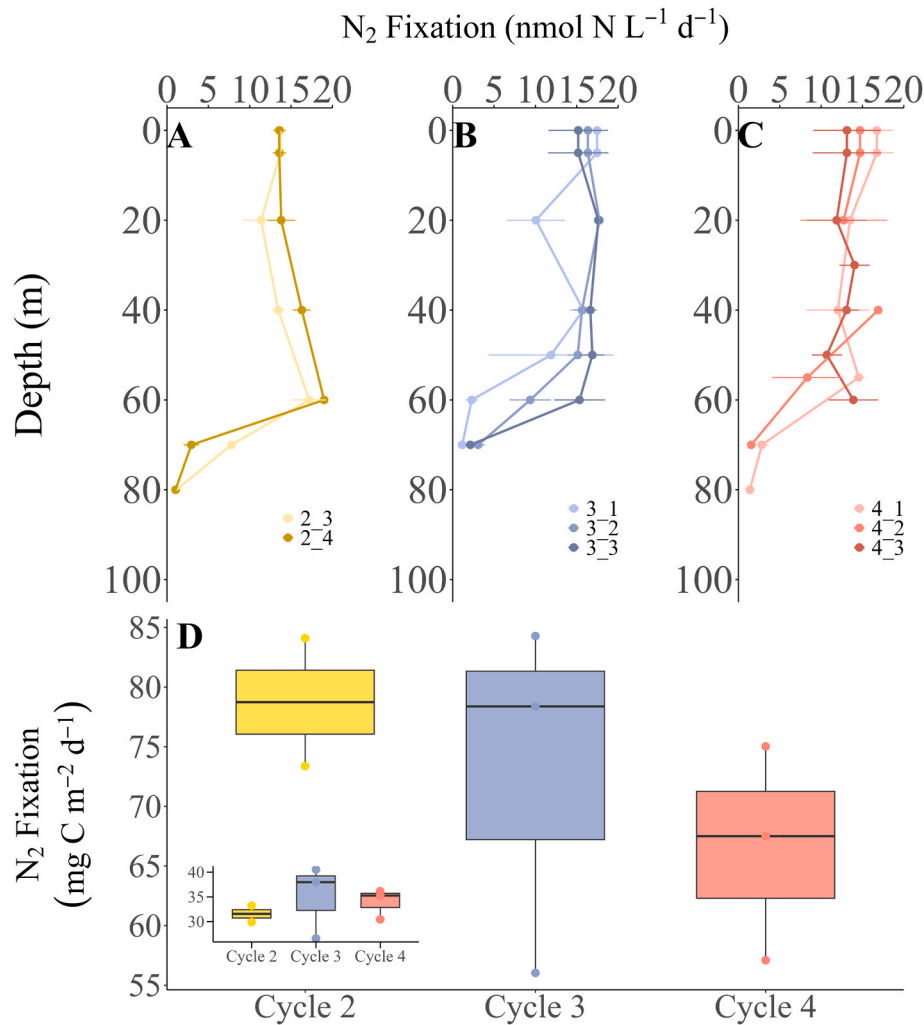 N₂ Fixation (nmol N L⁻¹ d⁻¹)
0 5 10 15 20 0 5 10 15 20 0 5 10 15 20
A B C
0 0 0
20 20 20
40 40 40
Depth (m)
60 60 60
80 80 80
2_3 3_1 4_1
2_4 3_2 4_2
3_3 4_3
100 100 100
D
85
80
75
70
65
60
55
N₂ Fixation
(mg C m⁻² d⁻¹)
40
35
30
Cycle 2 Cycle 3 Cycle 4
Cycle 2 Cycle 3 Cycle 4